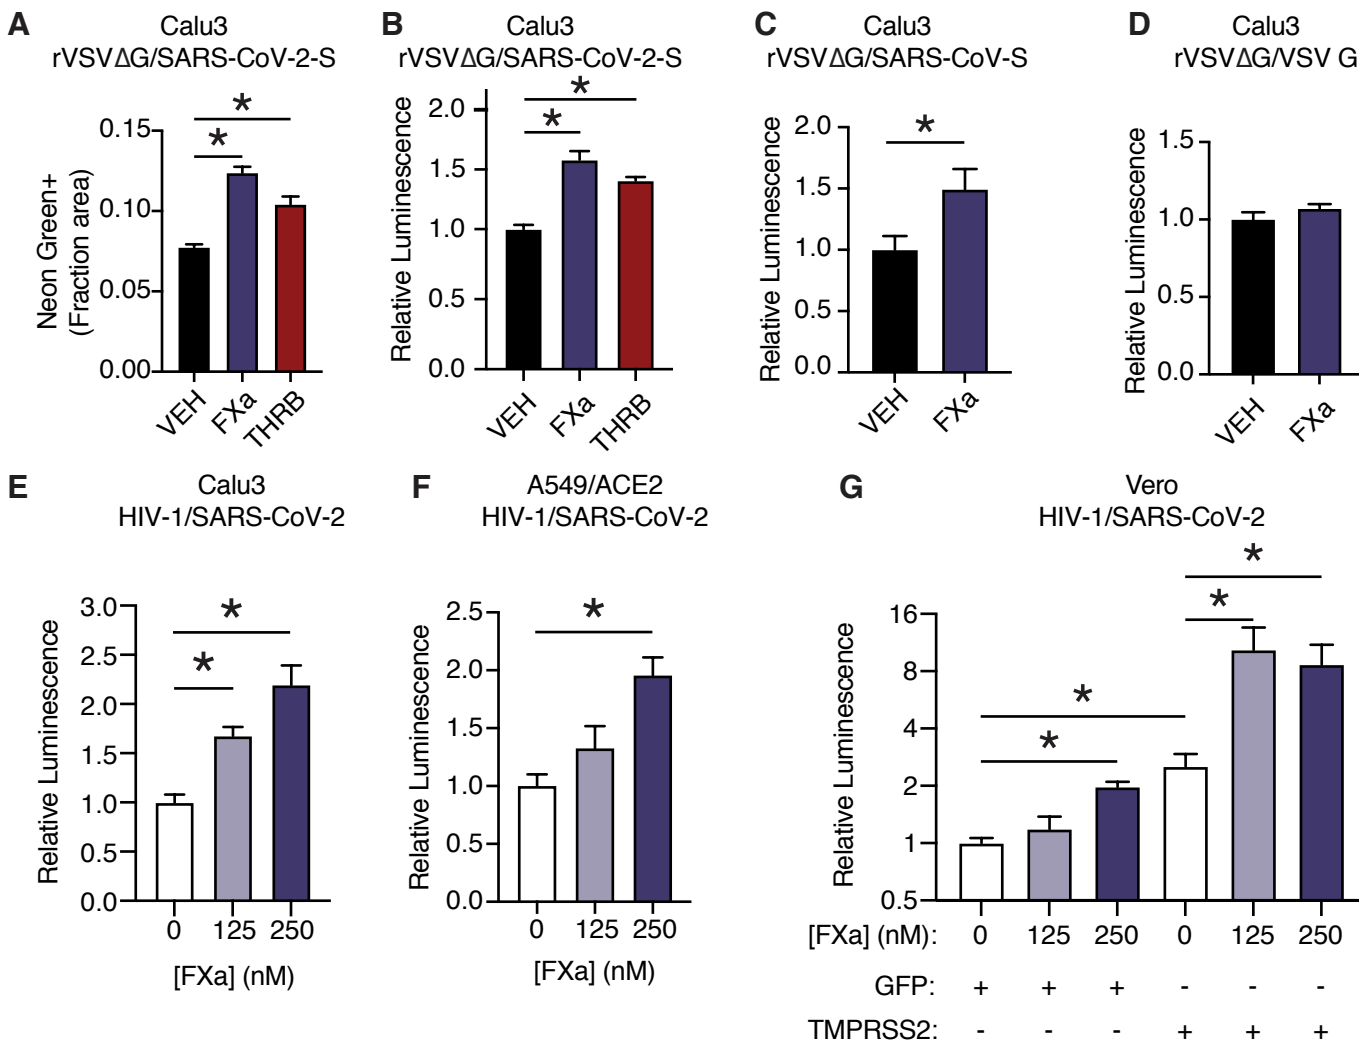 A
Calu3
rVSVΔG/SARS-CoV-2-S
Neon Green+
(Fraction area)
0.15
0.10
0.05
0.00
*
*
VEH
FXa
THRB
B
Calu3
rVSVΔG/SARS-CoV-2-S
Relative Luminescence
2.0
1.5
1.0
0.5
0.0
*
*
VEH
FXa
THRB
C
Calu3
rVSVΔG/SARS-CoV-S
Relative Luminescence
2.0
1.5
1.0
0.5
0.0
*
VEH
FXa
D
Calu3
rVSVΔG/VSV G
Relative Luminescence
1.5
1.0
0.5
0.0
VEH
FXa
E
Calu3
HIV-1/SARS-CoV-2
Relative Luminescence
3.0
2.5
2.0
1.5
1.0
0.5
0.0
*
*
0 125 250
[FXa] (nM)
F
A549/ACE2
HIV-1/SARS-CoV-2
Relative Luminescence
2.5
2.0
1.5
1.0
0.5
0.0
*
0 125 250
[FXa] (nM)
G
Vero
HIV-1/SARS-CoV-2
Relative Luminescence
16
8
4
2
1
0.5
*
*
*
*
[FXa] (nM): 0 125 250 0 125 250
GFP: + + + - - -
TMPRSS2: - - - + + +